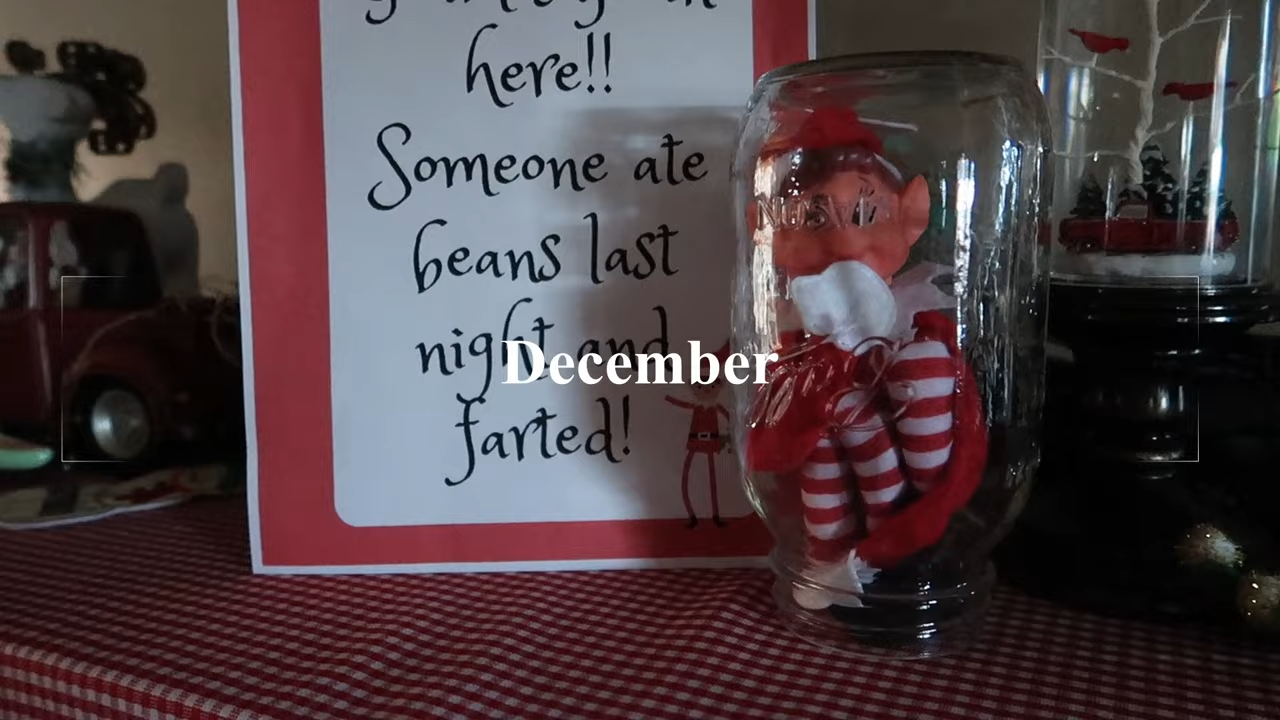 here!!
Someone ate
beans last
night and
December
farted!